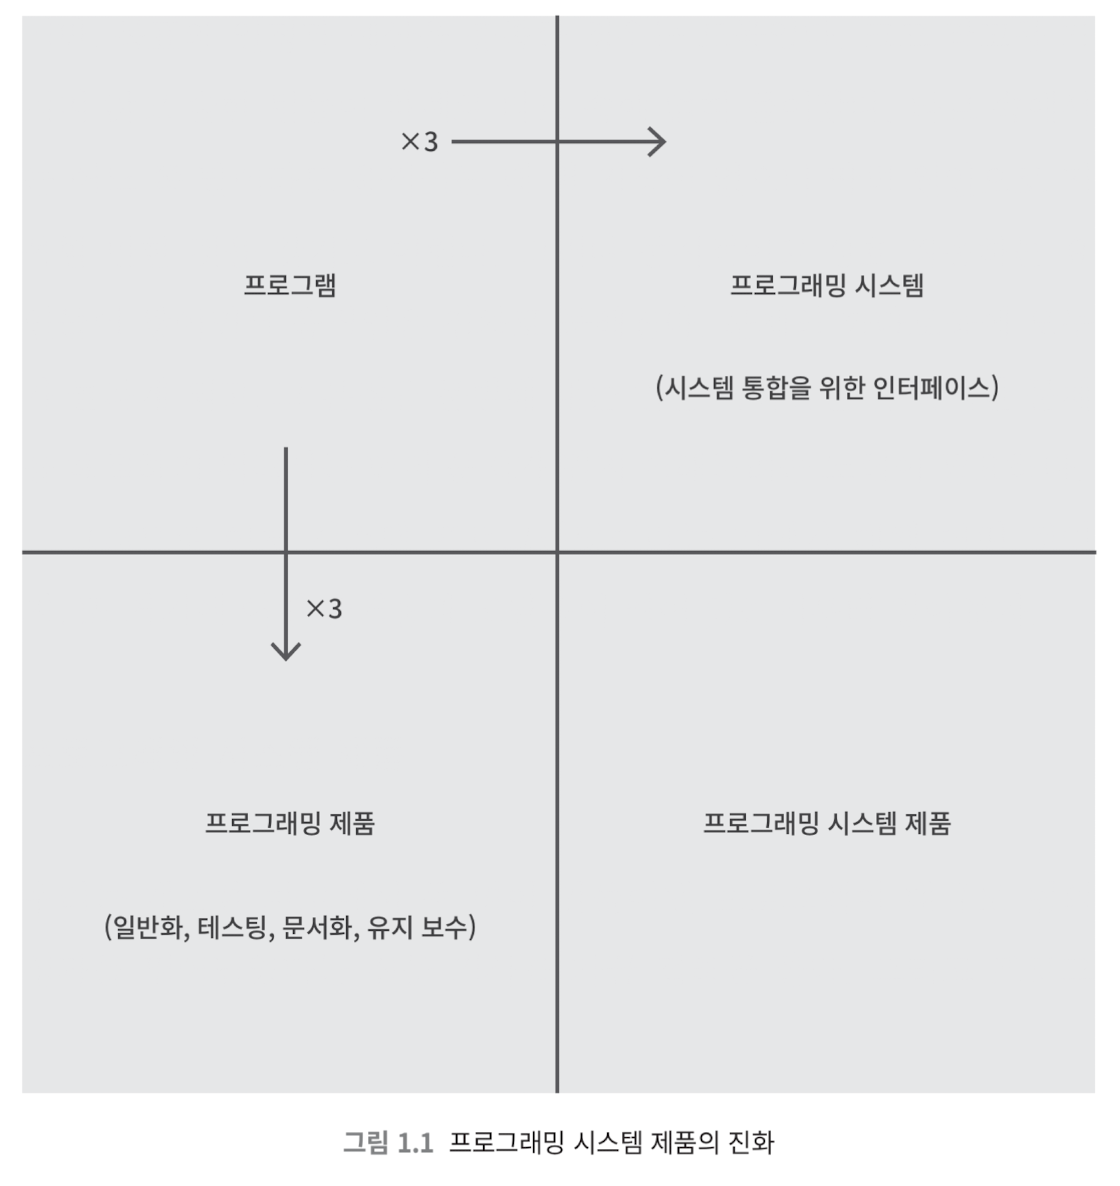 ×3
프로그램
프로그래밍 시스템
(시스템 통합을 위한 인터페이스)
×3
프로그래밍 제품
프로그래밍 시스템 제품
(일반화, 테스팅, 문서화, 유지 보수)
그림 1.1 프로그래밍 시스템 제품의 진화